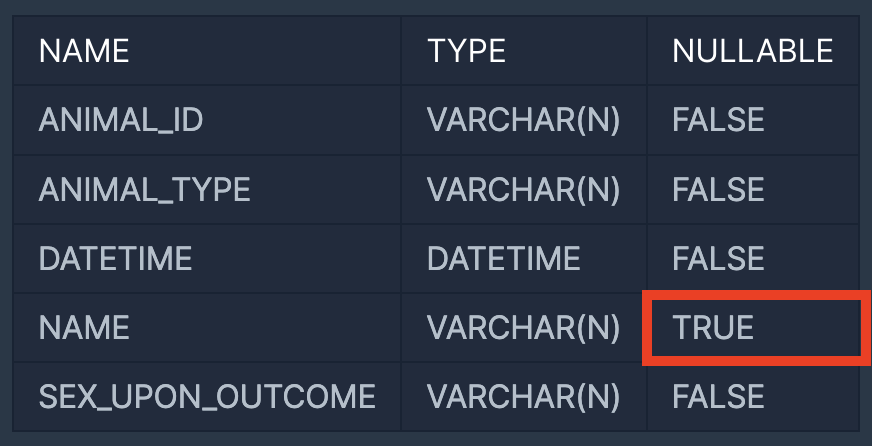 NAME TYPE NULLABLE
ANIMAL_ID VARCHAR(N) FALSE
ANIMAL_TYPE VARCHAR(N) FALSE
DATETIME DATETIME FALSE
NAME VARCHAR(N) TRUE
SEX_UPON_OUTCOME VARCHAR(N) FALSE